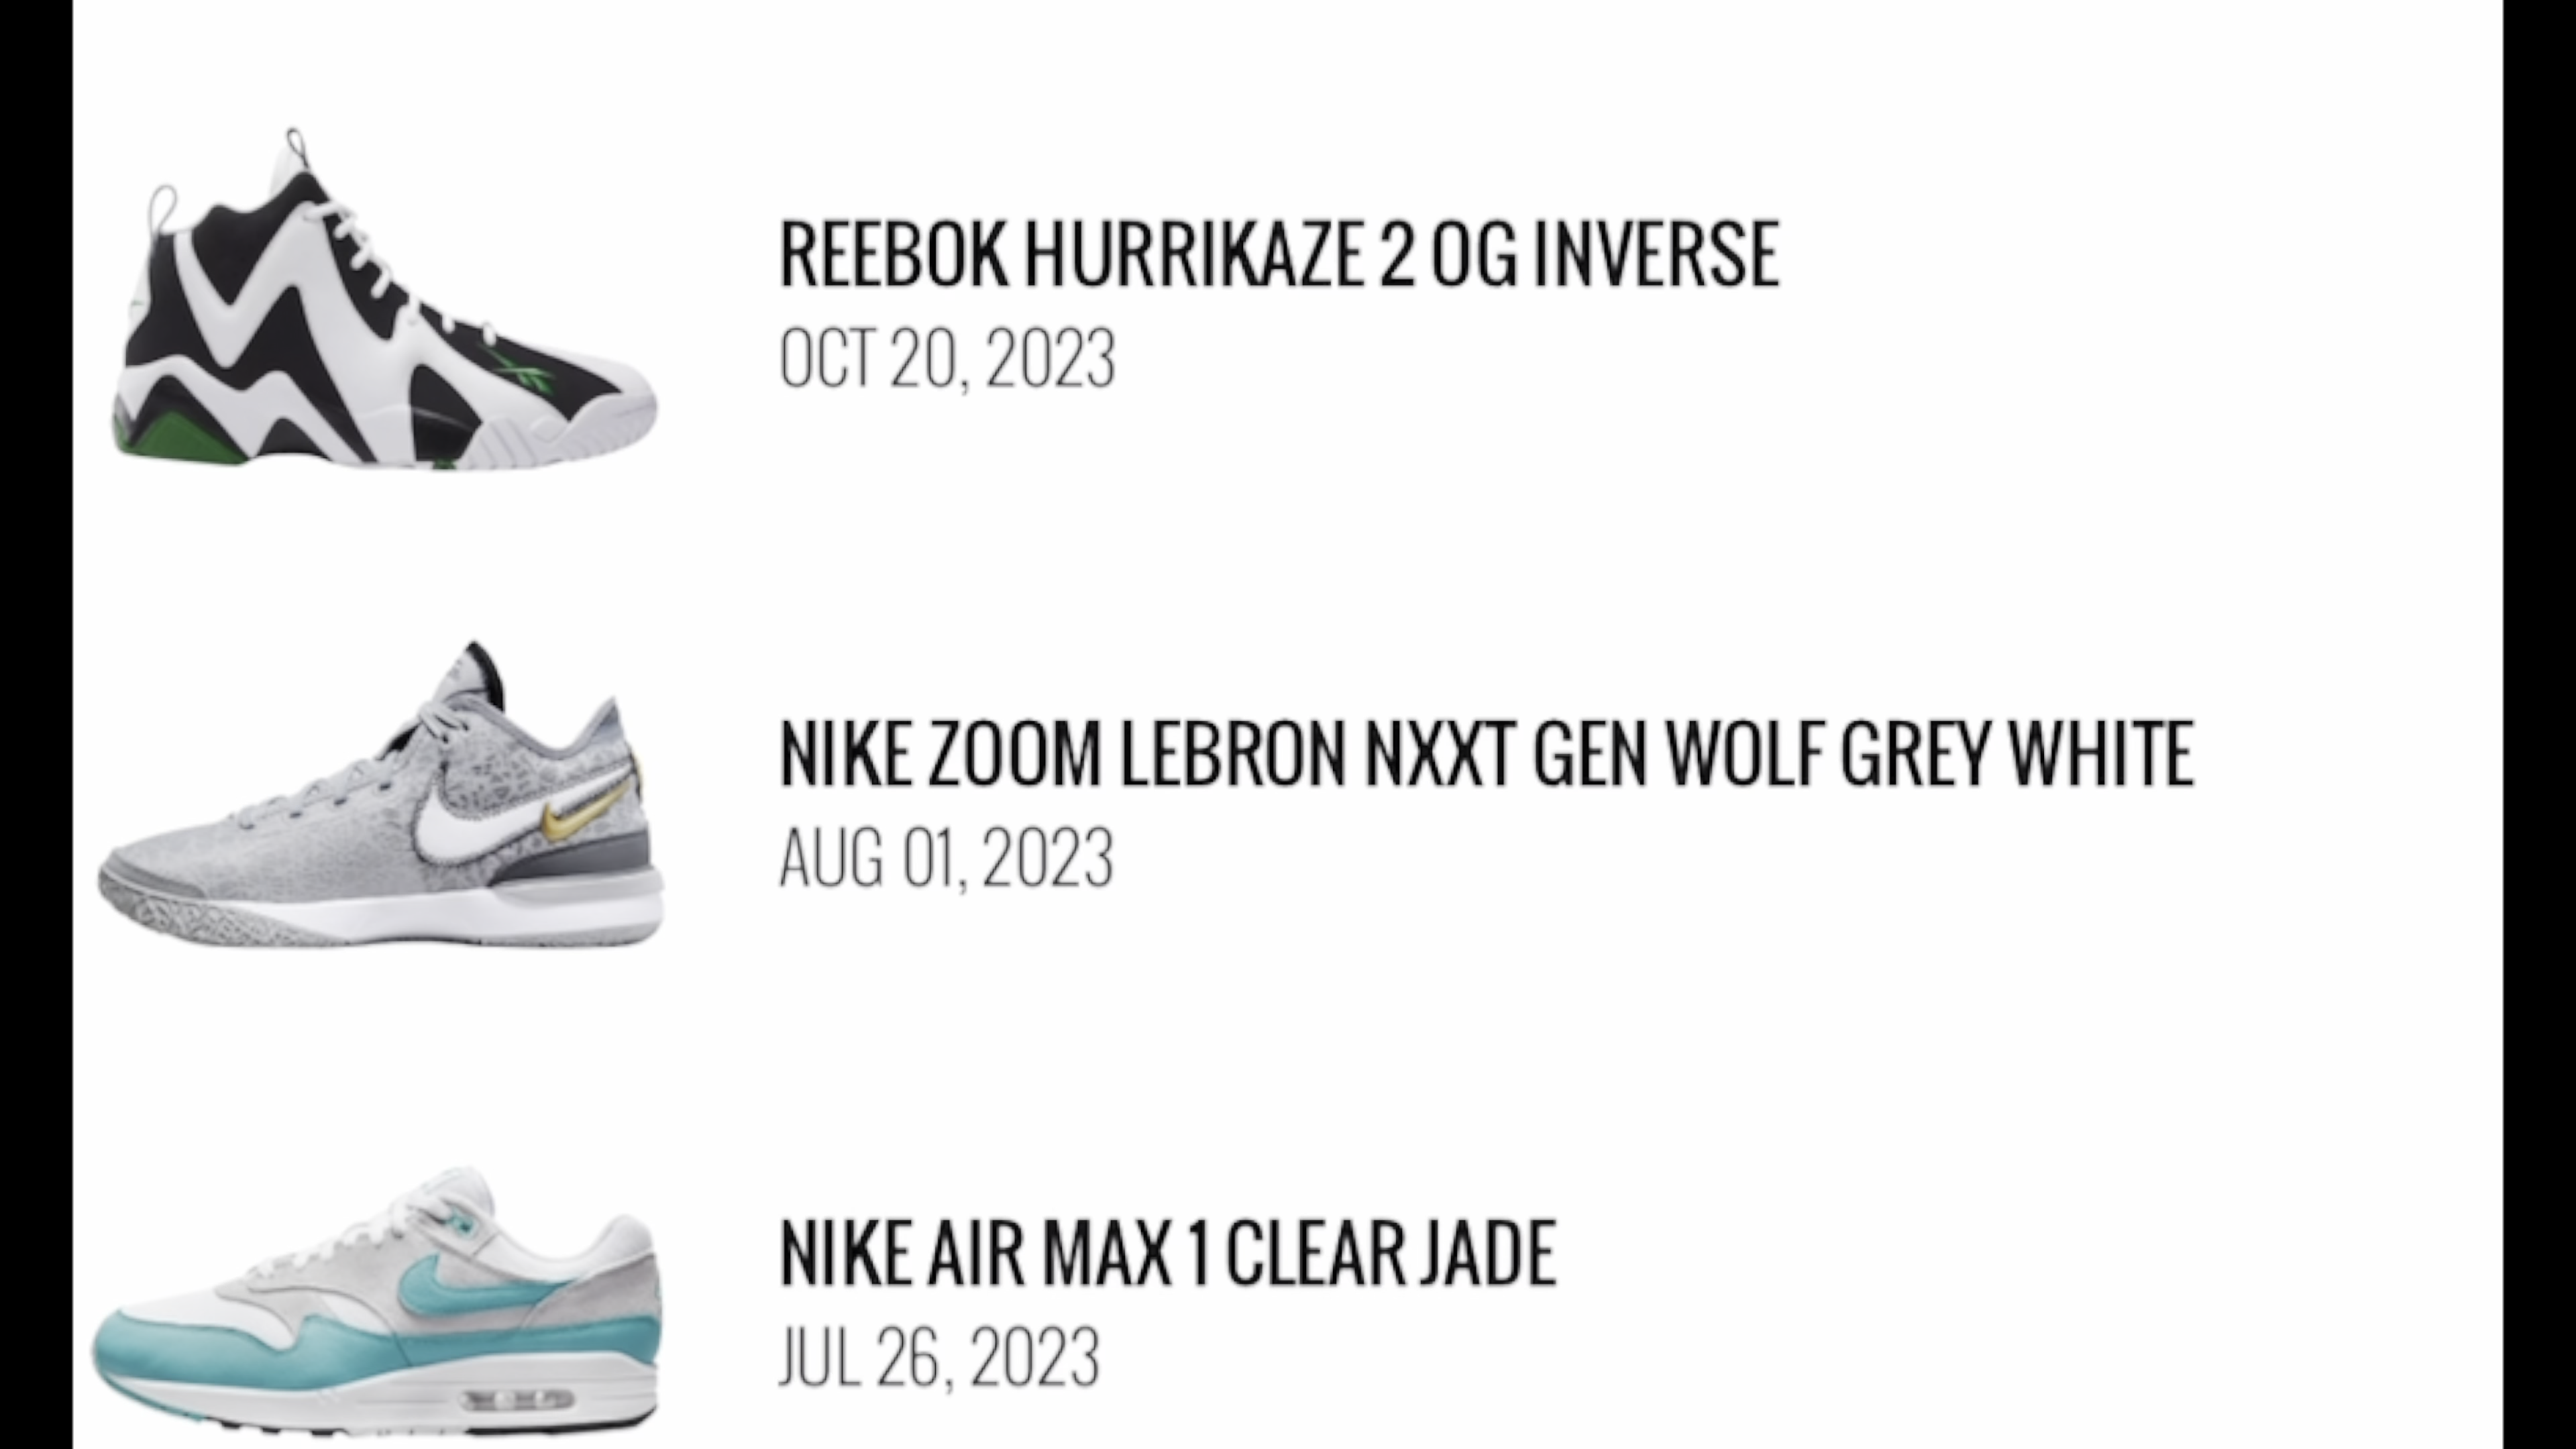 REEBOK HURRIKAZE 2 OG INVERSE
OCT 20, 2023
NIKE ZOOM LEBRON NXXT GEN WOLF GREY WHITE
AUG 01, 2023
NIKE AIR MAX 1 CLEAR JADE
JUL 26, 2023